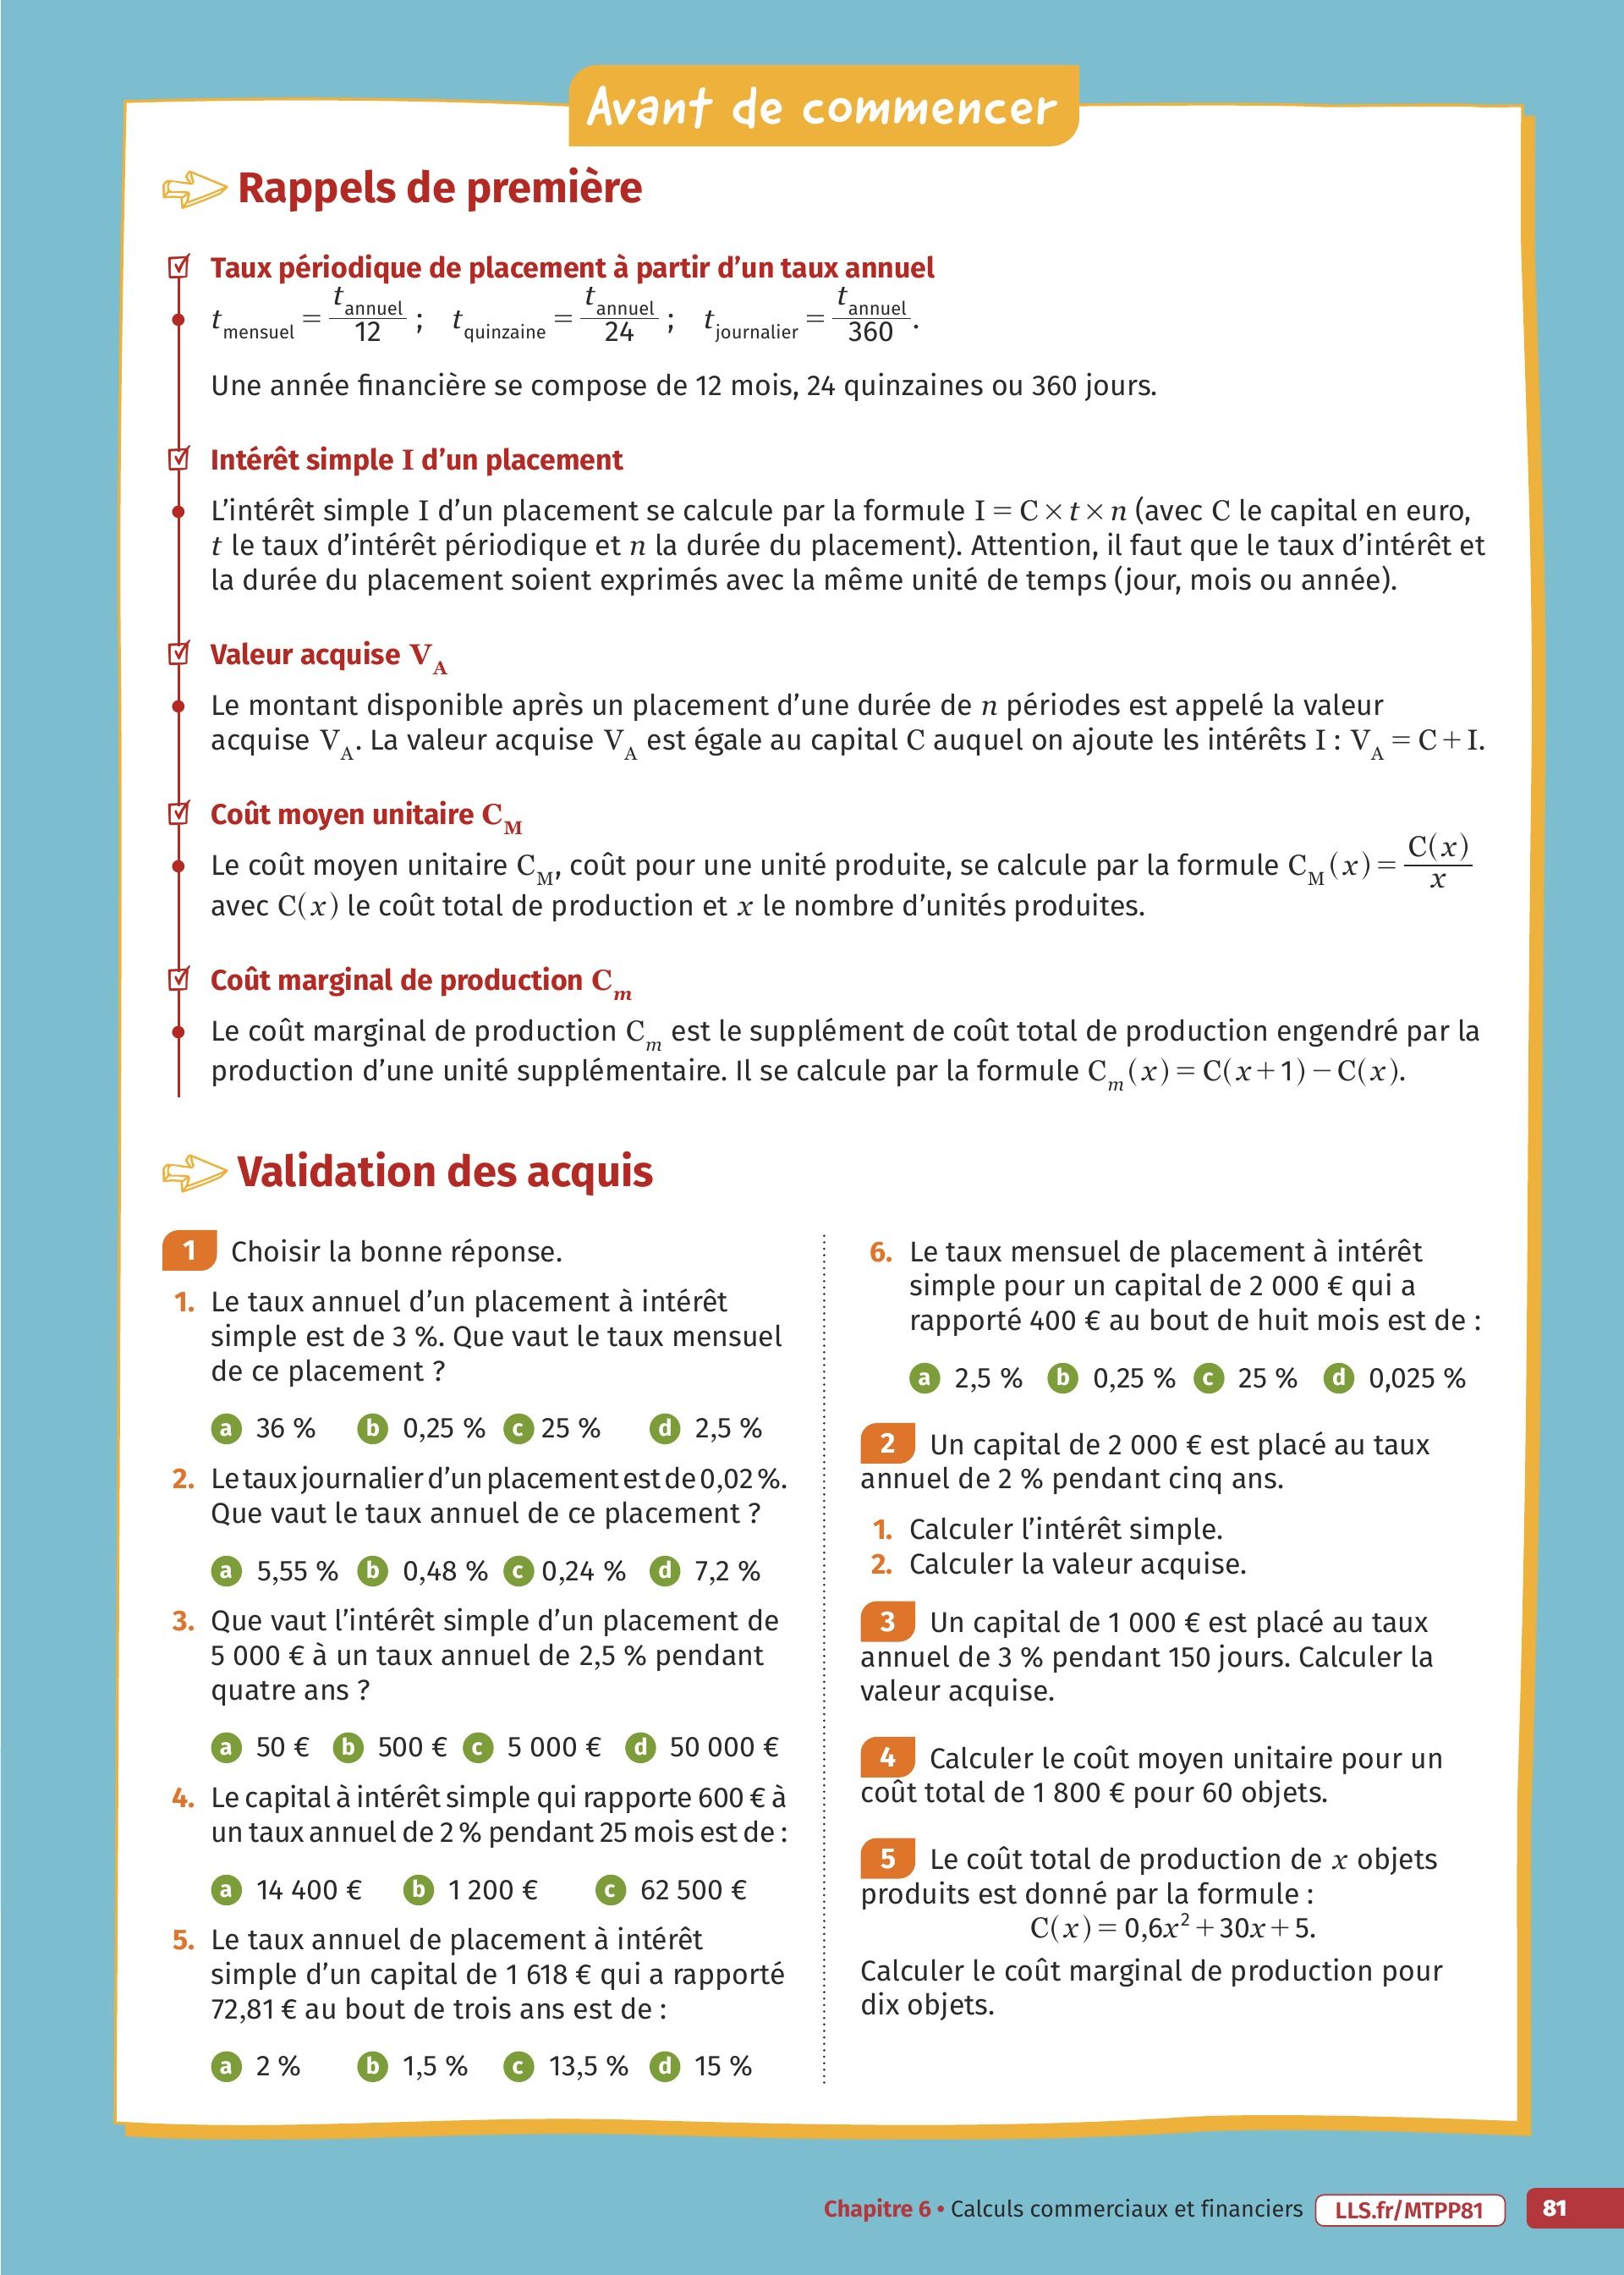 Avant de commencer
Rappels de première
Taux périodique de placement à partir d’un taux annuel
t mensuel = t annuel / 12 ; t quinzaine = t annuel / 24 ; t journalier = t annuel / 360 .
Une année financière se compose de 12 mois, 24 quinzaines ou 360 jours.
Intérêt simple I d’un placement
L’intérêt simple I d’un placement se calcule par la formule I = C × t × n (avec C le capital en euro,
t le taux d’intérêt périodique et n la durée du placement). Attention, il faut que le taux d’intérêt et
la durée du placement soient exprimés avec la même unité de temps (jour, mois ou année).
Valeur acquise V_A
Le montant disponible après un placement d’une durée de n périodes est appelé la valeur
acquise V_A. La valeur acquise V_A est égale au capital C auquel on ajoute les intérêts I : V_A = C + I.
Coût moyen unitaire C_M
Le coût moyen unitaire C_M, coût pour une unité produite, se calcule par la formule C_M(x) = C(x) / x
avec C(x) le coût total de production et x le nombre d’unités produites.
Coût marginal de production C_m
Le coût marginal de production C_m est le supplément de coût total de production engendré par la
production d’une unité supplémentaire. Il se calcule par la formule C_m(x) = C(x+1) − C(x).
Validation des acquis
1 Choisir la bonne réponse.
1. Le taux annuel d’un placement à intérêt
simple est de 3 %. Que vaut le taux mensuel
de ce placement ?
a 36 % b 0,25 % c 25 % d 2,5 %
2. Le taux journalier d’un placement est de 0,02 %.
Que vaut le taux annuel de ce placement ?
a 5,55 % b 0,48 % c 0,24 % d 7,2 %
3. Que vaut l’intérêt simple d’un placement de
5 000 € à un taux annuel de 2,5 % pendant
quatre ans ?
a 50 € b 500 € c 5 000 € d 50 000 €
4. Le capital à intérêt simple qui rapporte 600 € à
un taux annuel de 2 % pendant 25 mois est de :
a 14 400 € b 1 200 € c 62 500 €
5. Le taux annuel de placement à intérêt
simple d’un capital de 1 618 € qui a rapporté
72,81 € au bout de trois ans est de :
a 2 % b 1,5 % c 13,5 % d 15 %
6. Le taux mensuel de placement à intérêt
simple pour un capital de 2 000 € qui a
rapporté 400 € au bout de huit mois est de :
a 2,5 % b 0,25 % c 25 % d 0,025 %
2 Un capital de 2 000 € est placé au taux
annuel de 2 % pendant cinq ans.
1. Calculer l’intérêt simple.
2. Calculer la valeur acquise.
3 Un capital de 1 000 € est placé au taux
annuel de 3 % pendant 150 jours. Calculer la
valeur acquise.
4 Calculer le coût moyen unitaire pour un
coût total de 1 800 € pour 60 objets.
5 Le coût total de production de x objets
produits est donné par la formule :
C(x) = 0,6x² + 30x + 5.
Calculer le coût marginal de production pour
dix objets.
Chapitre 6 • Calculs commerciaux et financiers LLS.fr/MTPP81 81